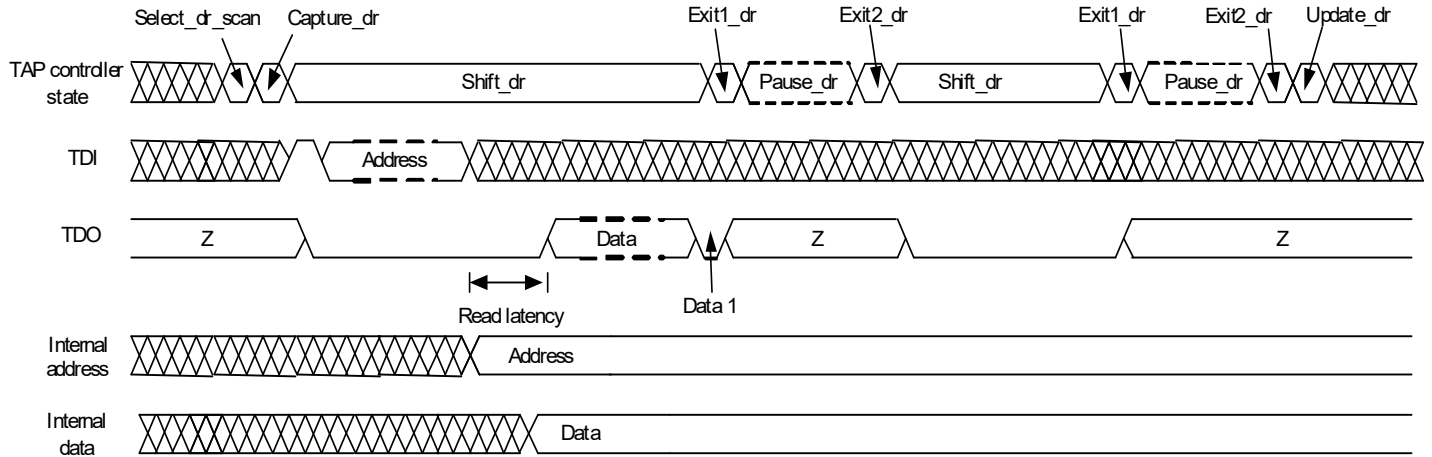 Select_dr_scan
Capture_dr
Exit1_dr
Exit2_dr
Exit1_dr
Exit2_dr
Update_dr
TAP controller
state
Shift_dr
Pause_dr
Shift_dr
Pause_dr
TDI
Address
TDO
Z
Data
Z
Z
Data 1
Read latency
Internal
address
Address
Internal
data
Data